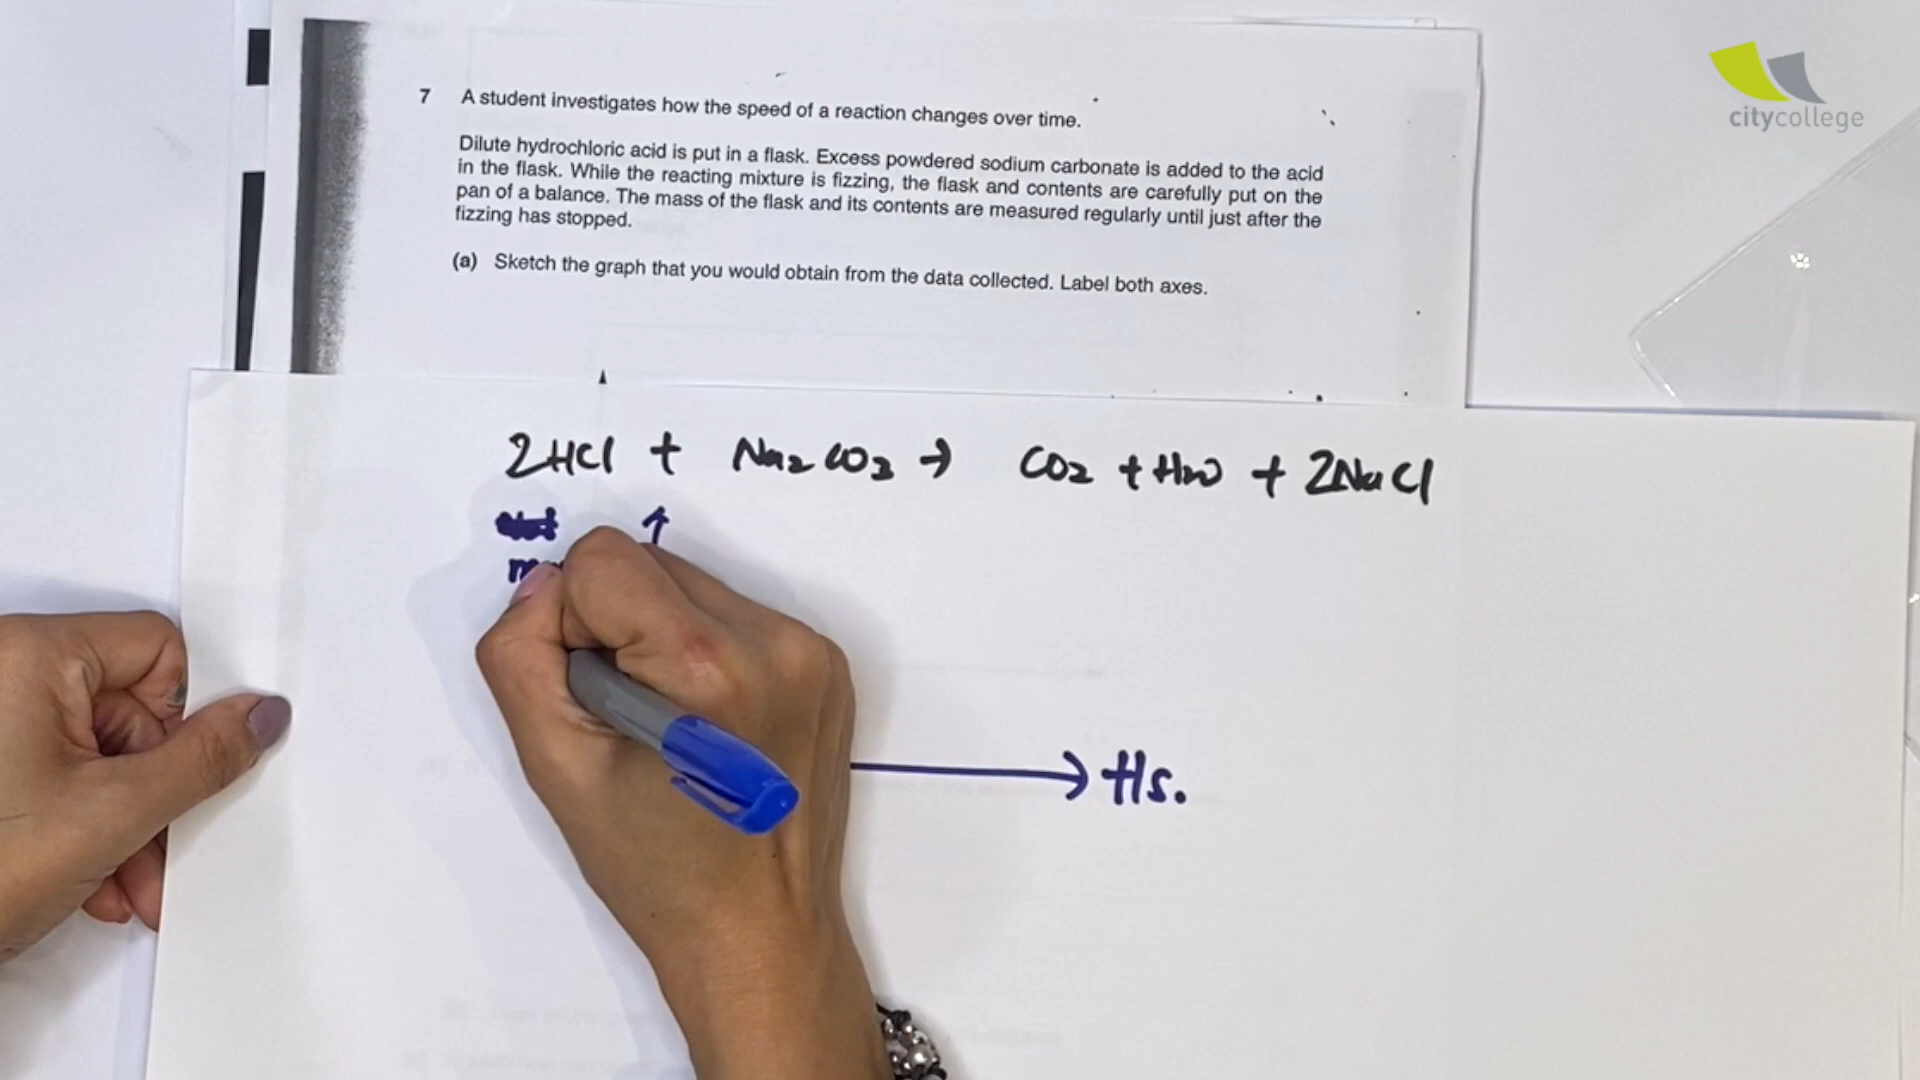 citycollege
7 A student investigates how the speed of a reaction changes over time.
Dilute hydrochloric acid is put in a flask. Excess powdered sodium carbonate is added to the acid
in the flask. While the reacting mixture is fizzing, the flask and contents are carefully put on the
pan of a balance. The mass of the flask and its contents are measured regularly until just after the
fizzing has stopped.
(a) Sketch the graph that you would obtain from the data collected. Label both axes.
2HCl + Na2CO3 → CO2 + H2O + 2NaCl
t/s.